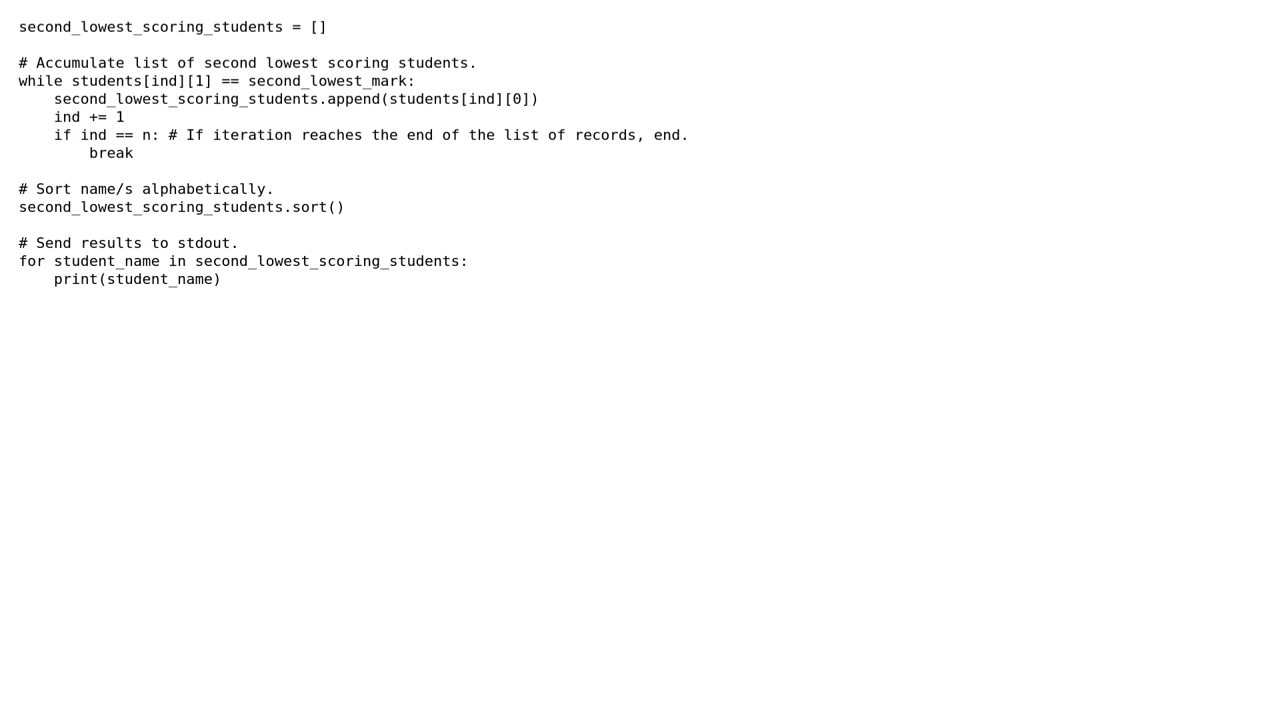 second_lowest_scoring_students = []

# Accumulate list of second lowest scoring students.
while students[ind][1] == second_lowest_mark:
    second_lowest_scoring_students.append(students[ind][0])
    ind += 1
    if ind == n: # If iteration reaches the end of the list of records, end.
        break

# Sort name/s alphabetically.
second_lowest_scoring_students.sort()

# Send results to stdout.
for student_name in second_lowest_scoring_students:
    print(student_name)